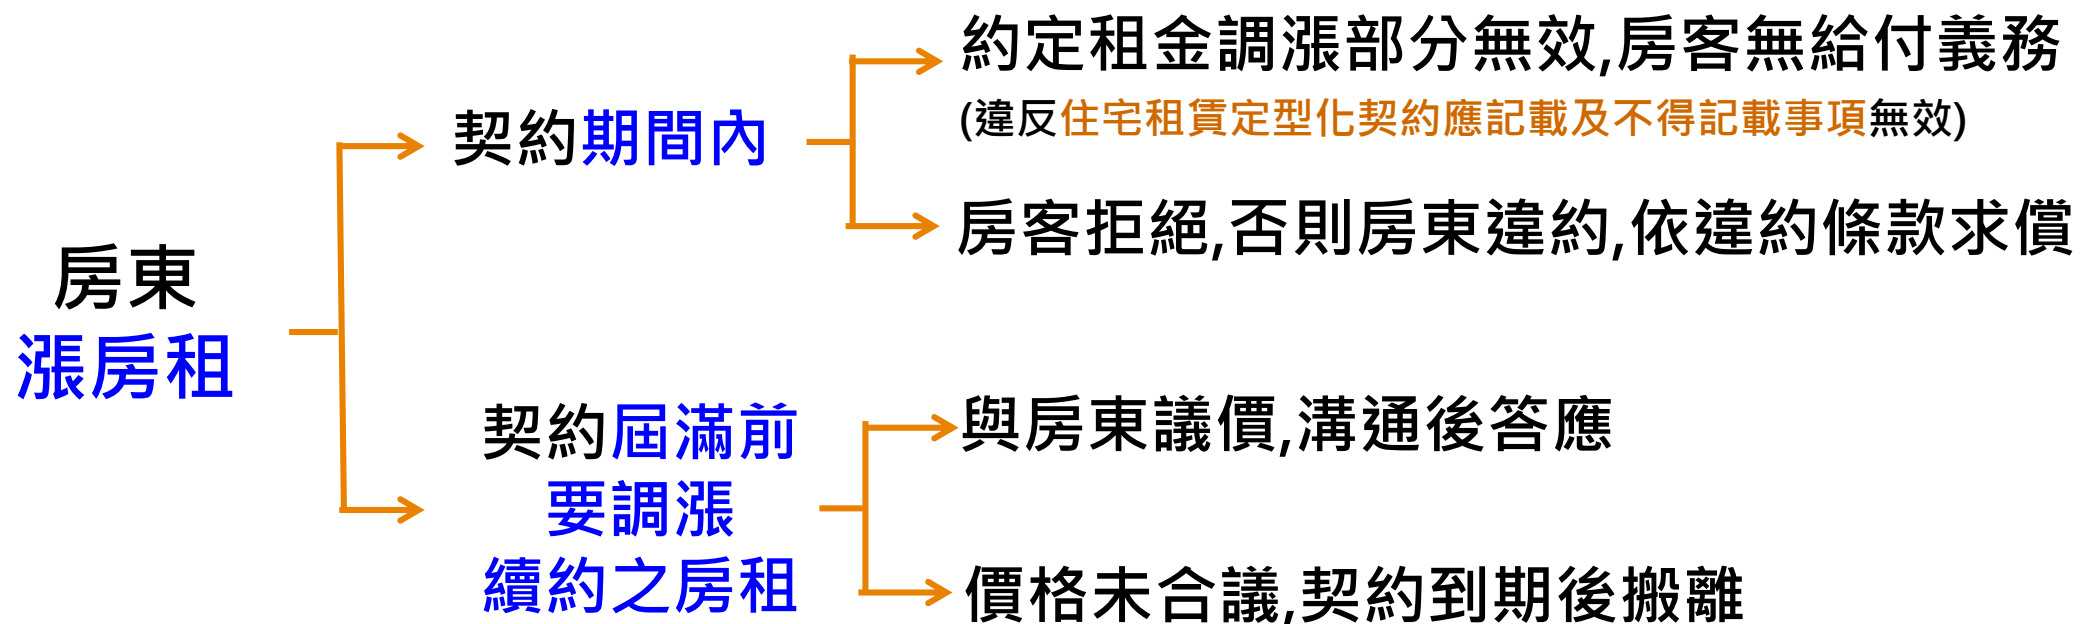 房東
漲房租
契約期間內
約定租金調漲部分無效,房客無給付義務
(違反住宅租賃定型化契約應記載及不得記載事項無效)
房客拒絕,否則房東違約,依違約條款求償
契約屆滿前
要調漲
續約之房租
與房東議價,溝通後答應
價格未合議,契約到期後搬離